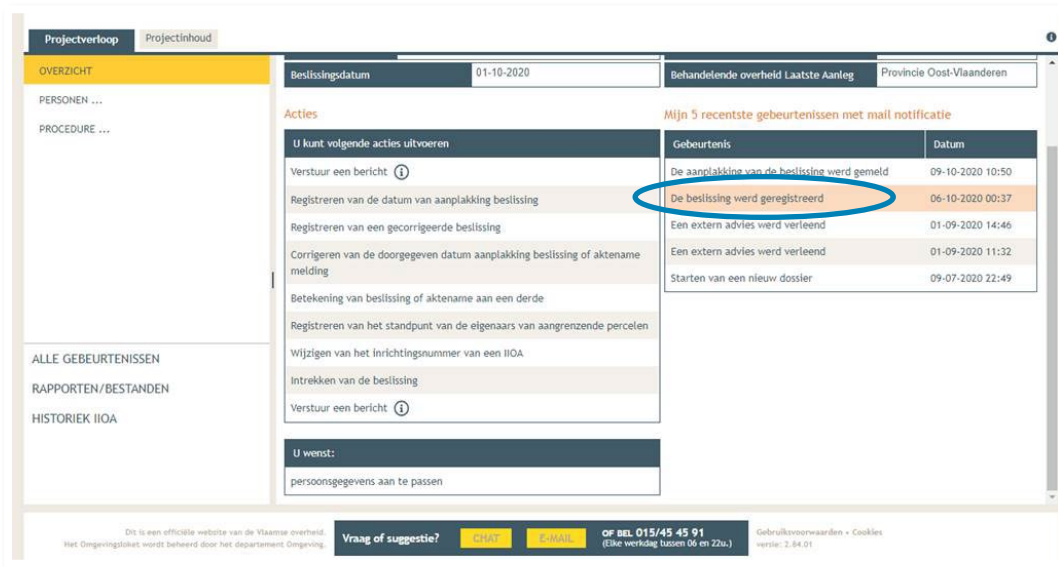 Projectverloop
Projectinhoud
OVERZICHT
PERSONEN ...
PROCEDURE ...
ALLE GEBEURTENISSEN
RAPPORTEN/BESTANDEN
HISTORIEK IIOA
Beslissingsdatum
01-10-2020
Behandelende overheid Laatste Aanleg
Provincie Oost-Vlaanderen
Acties
U kunt volgende acties uitvoeren
Verstuur een bericht
Registreren van de datum van aanplakking beslissing
Registreren van een gecorrigeerde beslissing
Corrigeren van de doorgegeven datum aanplakking beslissing of aktename
melding
Betekening van beslissing of aktename aan een derde
Registreren van het standpunt van de eigenaars van aangrenzende percelen
Wijzigen van het inrichtingsnummer van een IIOA
Intrekken van de beslissing
Verstuur een bericht
U wenst:
persoonsgegevens aan te passen
Mijn 5 recentste gebeurtenissen met mail notificatie
Gebeurtenis Datum
De aanplakking van de beslissing werd gemeld 09-10-2020 10:50
De beslissing werd geregistreerd 06-10-2020 00:37
Een extern advies werd verleend 01-09-2020 14:46
Een extern advies werd verleend 01-09-2020 11:32
Starten van een nieuw dossier 09-07-2020 22:49
Dit is een officiële website van de Vlaamse overheid.
Het Omgevingsloket wordt beheerd door het departement Omgeving.
Vraag of suggestie?
CHAT
E-MAIL
OF BEL 015/45 45 91
(Elke werkdag tussen 06 en 22u.)
Gebruiksvoorwaarden • Cookies
versie: 2.84.01